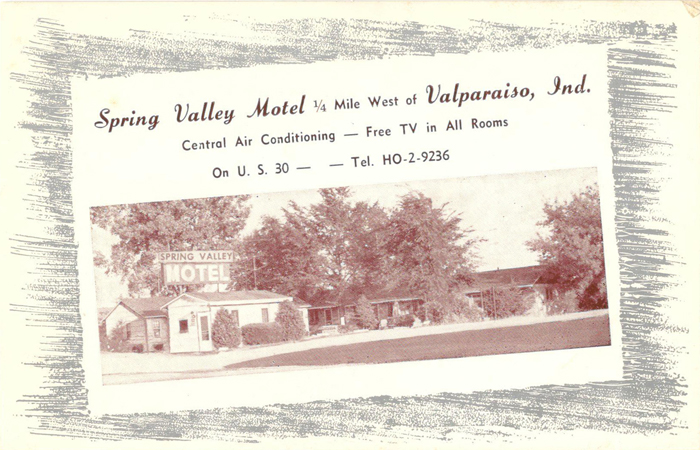 Spring Valley Motel ¼ Mile West of Valparaiso, Ind.
Central Air Conditioning — Free TV in All Rooms
On U. S. 30 — — Tel. HO-2-9236
SPRING VALLEY
MOTEL